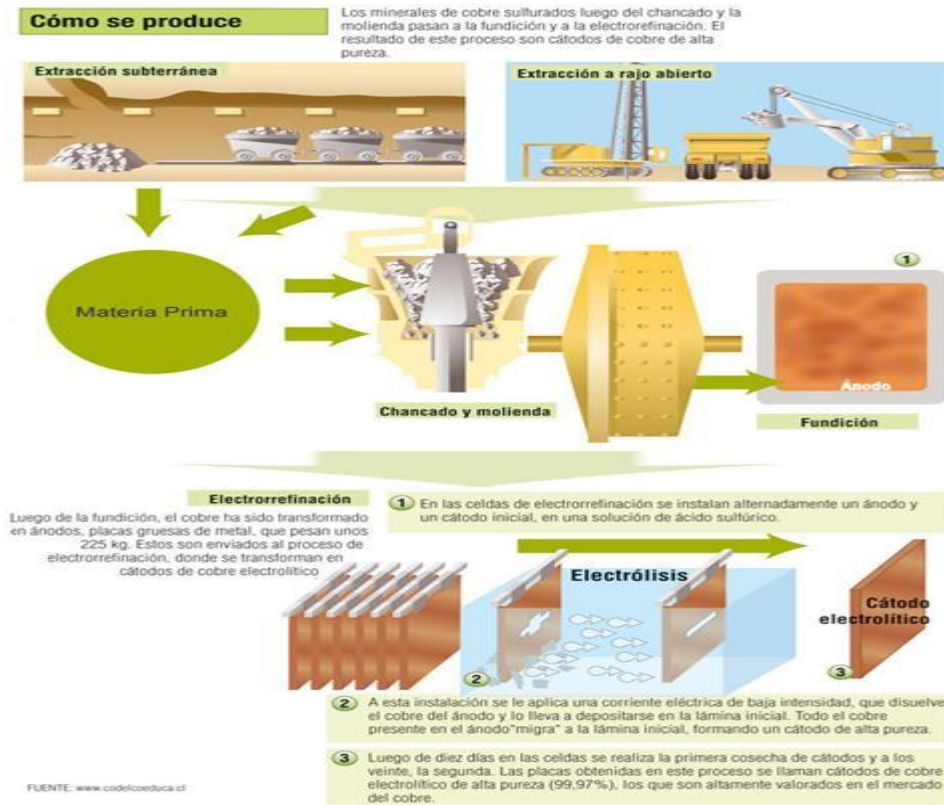 Cómo se produce
Los minerales de cobre sulfurados luego del chancado y la
molienda pasan a la fundición y a la electrorefinación. El
resultado de este proceso son cátodos de cobre de alta
pureza.
Extracción subterránea
Extracción a rajo abierto
Matería Prima
Chancado y molienda
1
Ánodo
Fundición
Electrorrefinación
Luego de la fundición, el cobre ha sido transformado
en ánodos, placas gruesas de metal, que pesan unos
225 kg. Estos son enviados al proceso de
electrorrefinación, donde se transforman en
cátodos de cobre electrolítico
1 En las celdas de electrorrefinación se instalan alternadamente un ánodo y
un cátodo inicial, en una solución de ácido sulfúrico.
Electrólisis
+
−
2
Cátodo
electrolítico
3
2 A esta instalación se le aplica una corriente eléctrica de baja intensidad, que disuelve
el cobre del ánodo y lo lleva a depositarse en la lámina inicial. Todo el cobre
presente en el ánodo"migra" a la lámina inicial, formando un cátodo de alta pureza.
3 Luego de diez días en las celdas se realiza la primera cosecha de cátodos y a los
veinte, la segunda. Las placas obtenidas en este proceso se llaman cátodos de cobre
electrolítico de alta pureza (99,97%), los que son altamente valorados en el mercado
del cobre.
FUENTE: www.codelcoeduca.cl